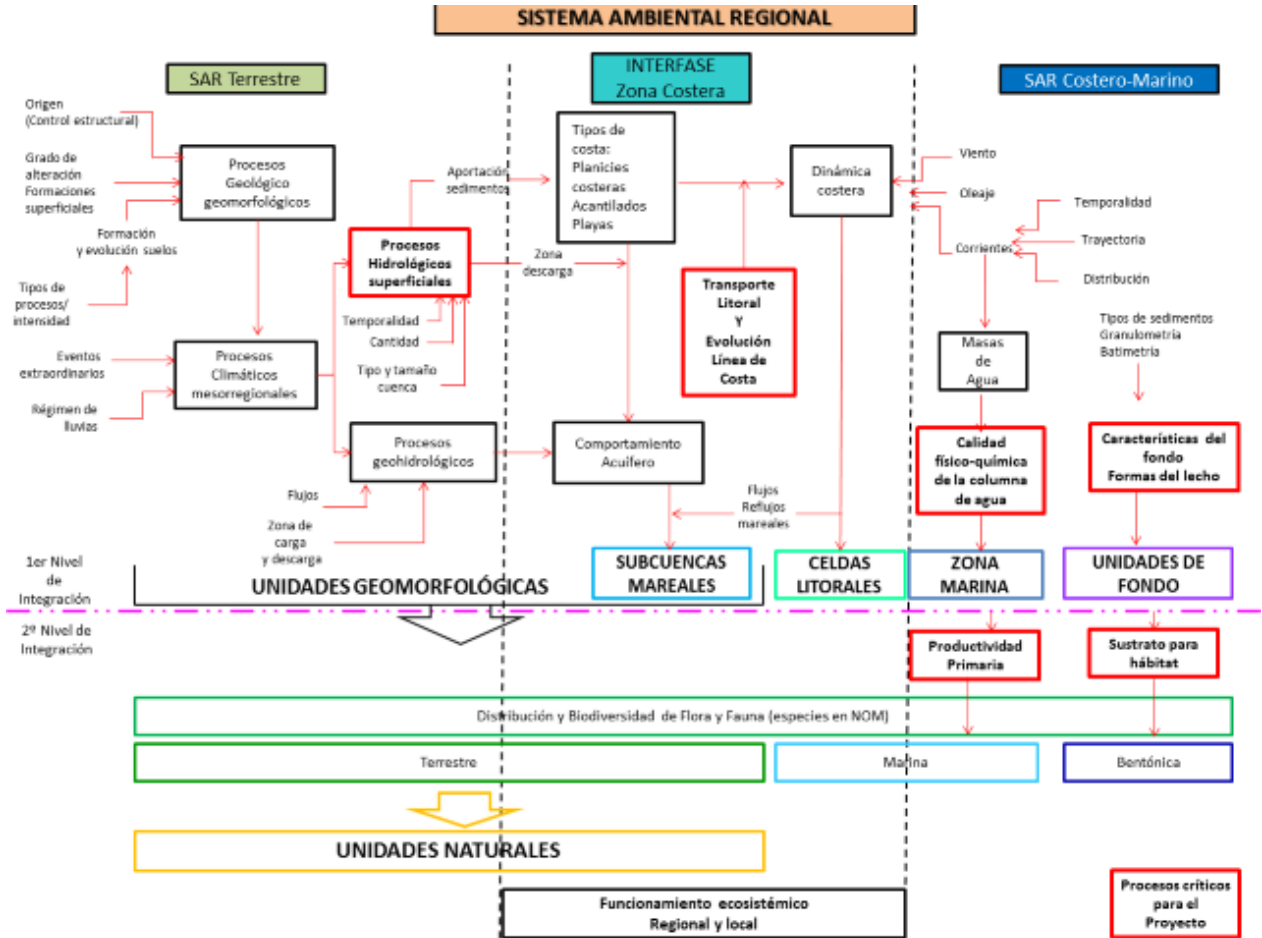 SISTEMA AMBIENTAL REGIONAL
SAR Terrestre
INTERFASE
Zona Costera
SAR Costero-Marino
Origen
(Control estructural)
Grado de
alteración
Formaciones
superficiales
Formación
y evolución suelos
Tipos de
procesos/
intensidad
Eventos
extraordinarios
Régimen de
lluvias
Procesos
Geológico
geomorfológicos
Procesos
Climáticos
mesorregionales
Procesos
Hidrológicos
superficiales
Temporalidad
Cantidad
Tipo y tamaño
cuenca
Procesos
geohidrológicos
Flujos
Zona de
carga
y descarga
Aportación
sedimentos
Zona
descarga
Tipos de
costa:
Planicies
costeras
Acantilados
Playas
Dinámica
costera
Transporte
Litoral
Y
Evolución
Línea de
Costa
Comportamiento
Acuífero
Flujos
Reflujos
mareales
Viento
Oleaje
Corrientes
Temporalidad
Trayectoria
Distribución
Masas
de
Agua
Tipos de sedimentos
Granulometría
Batimetría
Calidad
físico-química
de la columna
de agua
Características del
fondo
Formas del lecho
1er Nivel
de
Integración
UNIDADES GEOMORFOLÓGICAS
SUBCUENCAS
MAREALES
CELDAS
LITORALES
ZONA
MARINA
UNIDADES DE
FONDO
2º Nivel de
Integración
Productividad
Primaria
Sustrato para
hábitat
Distribución y Biodiversidad de Flora y Fauna (especies en NOM)
Terrestre
Marina
Bentónica
UNIDADES NATURALES
Funcionamiento ecosistémico
Regional y local
Procesos críticos
para el
Proyecto